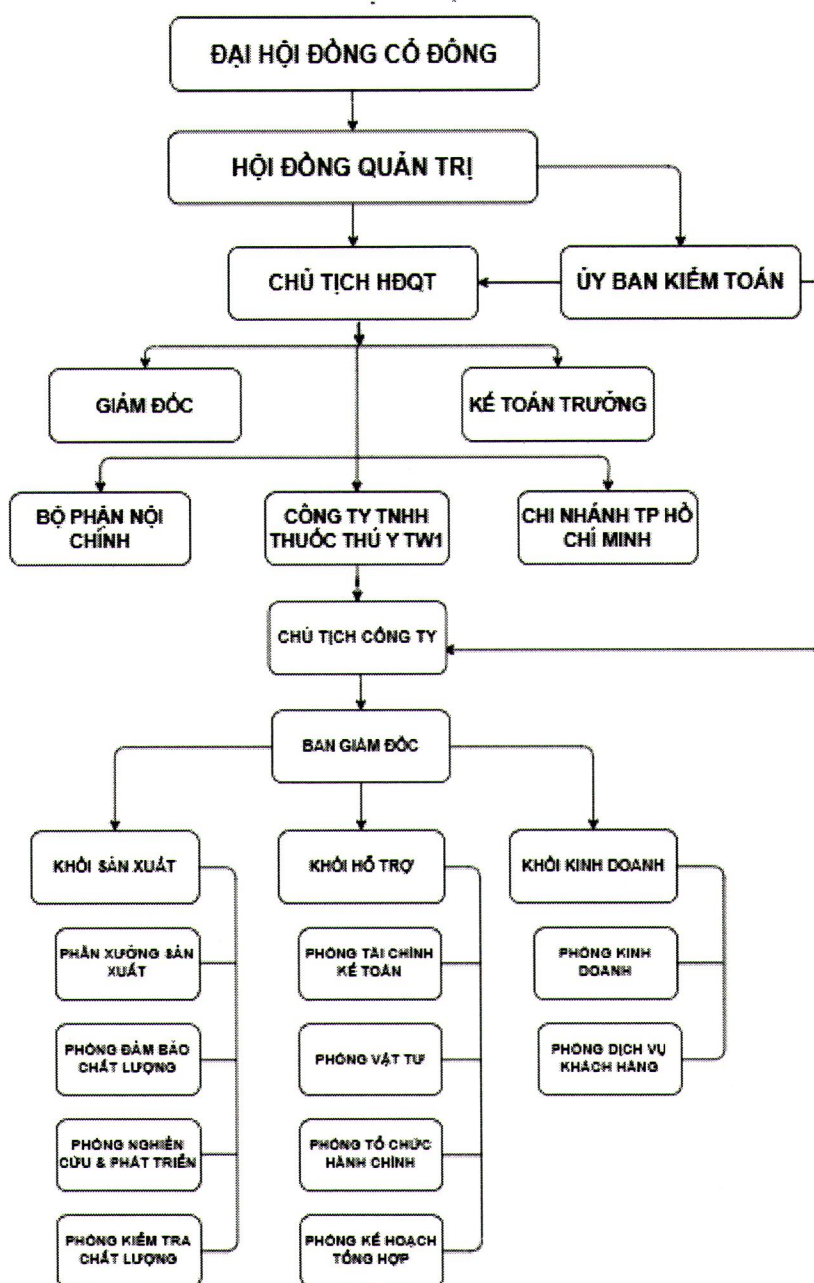 ĐẠI HỘI ĐỒNG CỔ ĐÔNG
HỘI ĐỒNG QUẢN TRỊ
CHỦ TỊCH HĐQT
ỦY BAN KIỂM TOÁN
GIÁM ĐỐC
KẾ TOÁN TRƯỞNG
BỘ PHẬN NỘI
CHÍNH
CÔNG TY TNHH
THUỐC THÚ Y TW1
CHI NHÁNH TP HỒ
CHÍ MINH
CHỦ TỊCH CÔNG TY
BAN GIÁM ĐỐC
KHỐI SẢN XUẤT
KHỐI HỖ TRỢ
KHỐI KINH DOANH
PHÂN XƯỞNG SẢN
XUẤT
PHÒNG TÀI CHÍNH
KẾ TOÁN
PHÒNG KINH
DOANH
PHÒNG ĐẢM BẢO
CHẤT LƯỢNG
PHÒNG VẬT TƯ
PHÒNG DỊCH VỤ
KHÁCH HÀNG
PHÒNG NGHIÊN
CỨU & PHÁT TRIỂN
PHÒNG TỔ CHỨC
HÀNH CHÍNH
PHÒNG KIỂM TRA
CHẤT LƯỢNG
PHÒNG KẾ HOẠCH
TỔNG HỢP